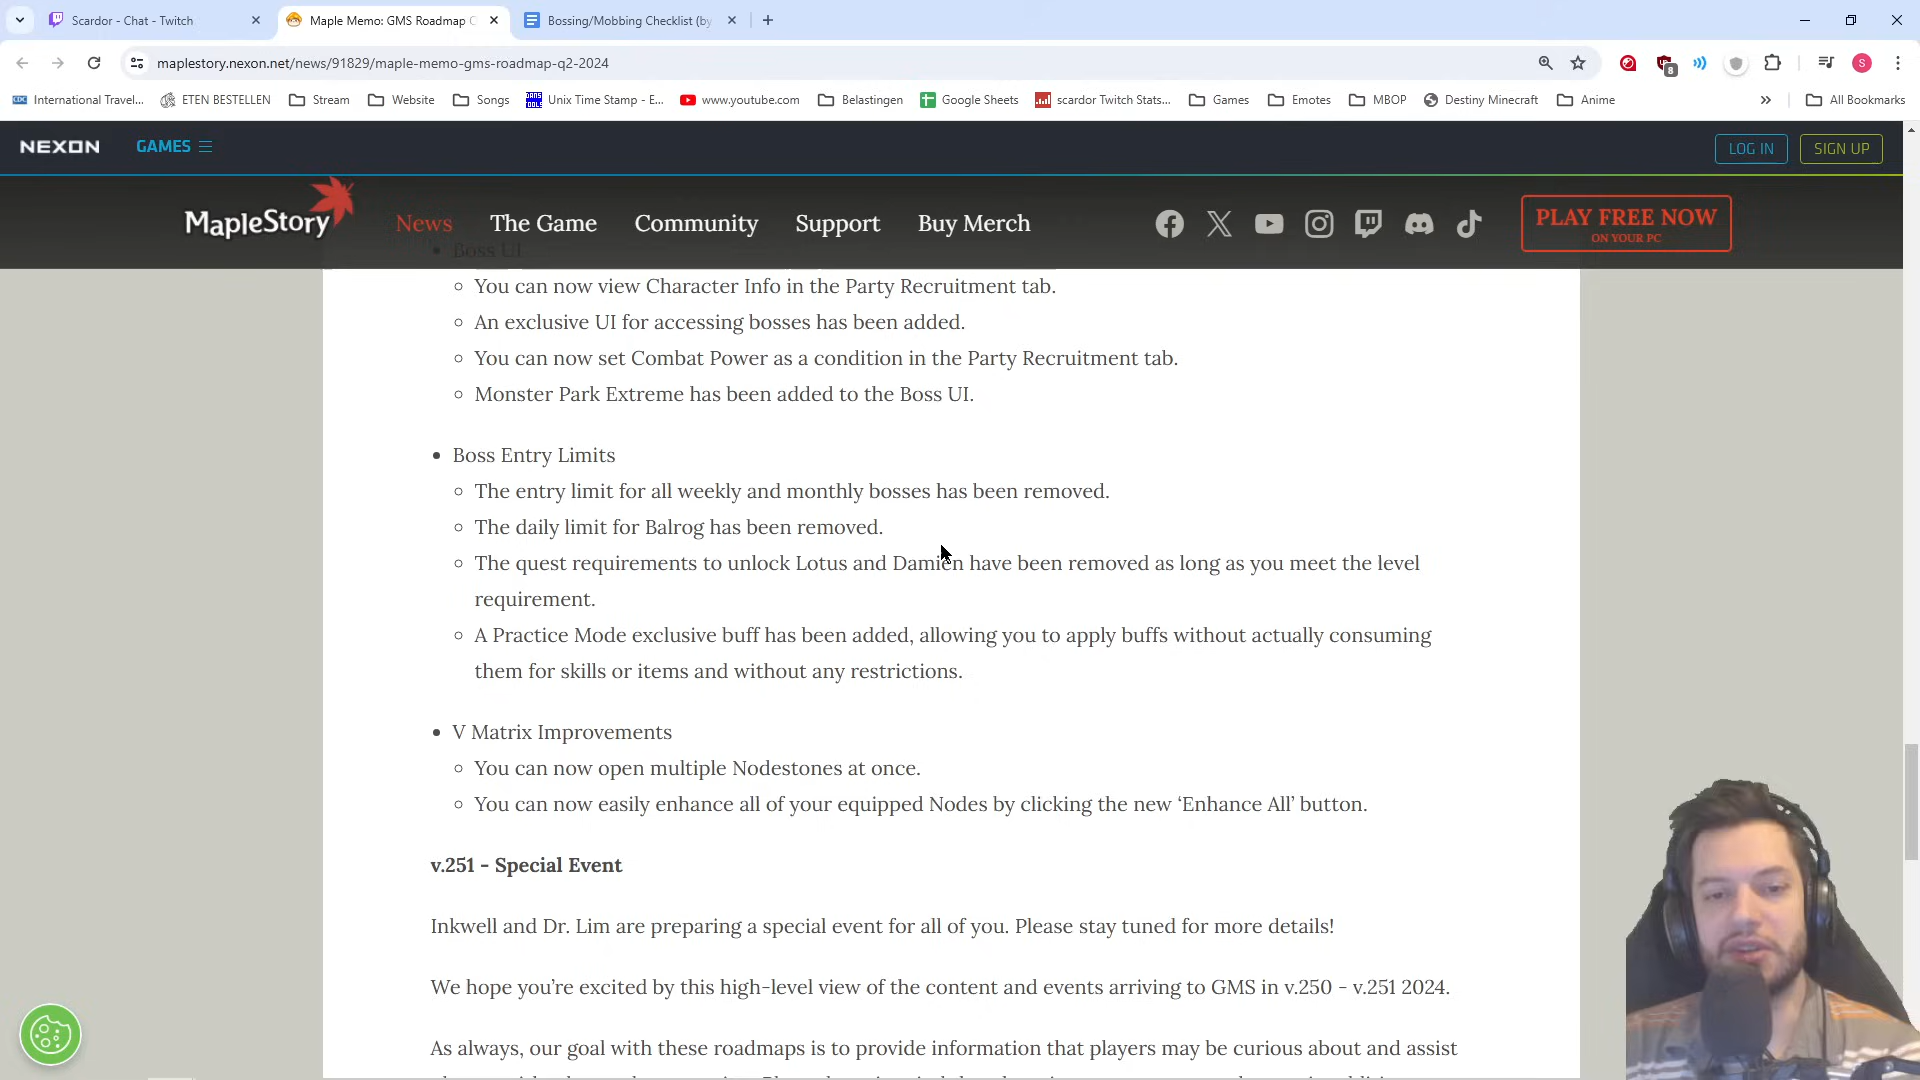 Scardor - Chat - Twitch
Maple Memo: GMS Roadmap
Bossing/Mobbing Checklist (by
maplestory.nexon.net/news/91829/maple-memo-gms-roadmap-q2-2024
8
S
International Travel...
ETEN BESTELLEN
Stream
Website
Songs
Unix Time Stamp - E...
www.youtube.com
Belastingen
Google Sheets
scardor Twitch Stats...
Games
Emotes
MBOP
Destiny Minecraft
Anime
All Bookmarks
NEXON
GAMES
LOG IN
SIGN UP
MapleStory
News
The Game
Community
Support
Buy Merch
PLAY FREE NOW
ON YOUR PC
Boss UI
You can now view Character Info in the Party Recruitment tab.
An exclusive UI for accessing bosses has been added.
You can now set Combat Power as a condition in the Party Recruitment tab.
Monster Park Extreme has been added to the Boss UI.
Boss Entry Limits
The entry limit for all weekly and monthly bosses has been removed.
The daily limit for Balrog has been removed.
The quest requirements to unlock Lotus and Damien have been removed as long as you meet the level
requirement.
A Practice Mode exclusive buff has been added, allowing you to apply buffs without actually consuming
them for skills or items and without any restrictions.
V Matrix Improvements
You can now open multiple Nodestones at once.
You can now easily enhance all of your equipped Nodes by clicking the new ‘Enhance All’ button.
v.251 - Special Event
Inkwell and Dr. Lim are preparing a special event for all of you. Please stay tuned for more details!
We hope you’re excited by this high-level view of the content and events arriving to GMS in v.250 - v.251 2024.
As always, our goal with these roadmaps is to provide information that players may be curious about and assist